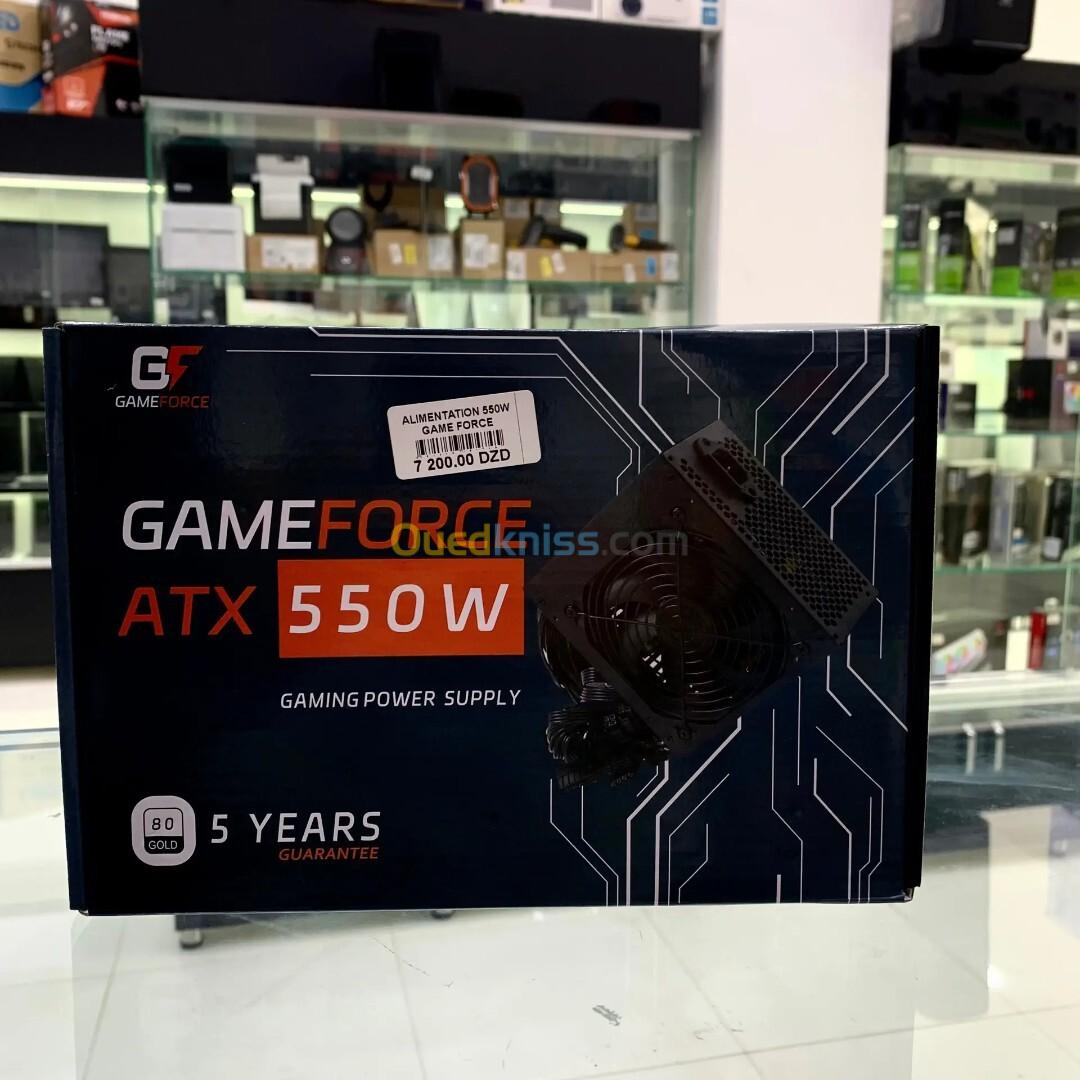 GF
GAMEFORCE
ALIMENTATION 550W
GAME FORCE
7 200.00 DZD
GAMEFORCE
Ouedkniss.com
ATX 550W
GAMING POWER SUPPLY
80
GOLD
5 YEARS
GUARANTEE